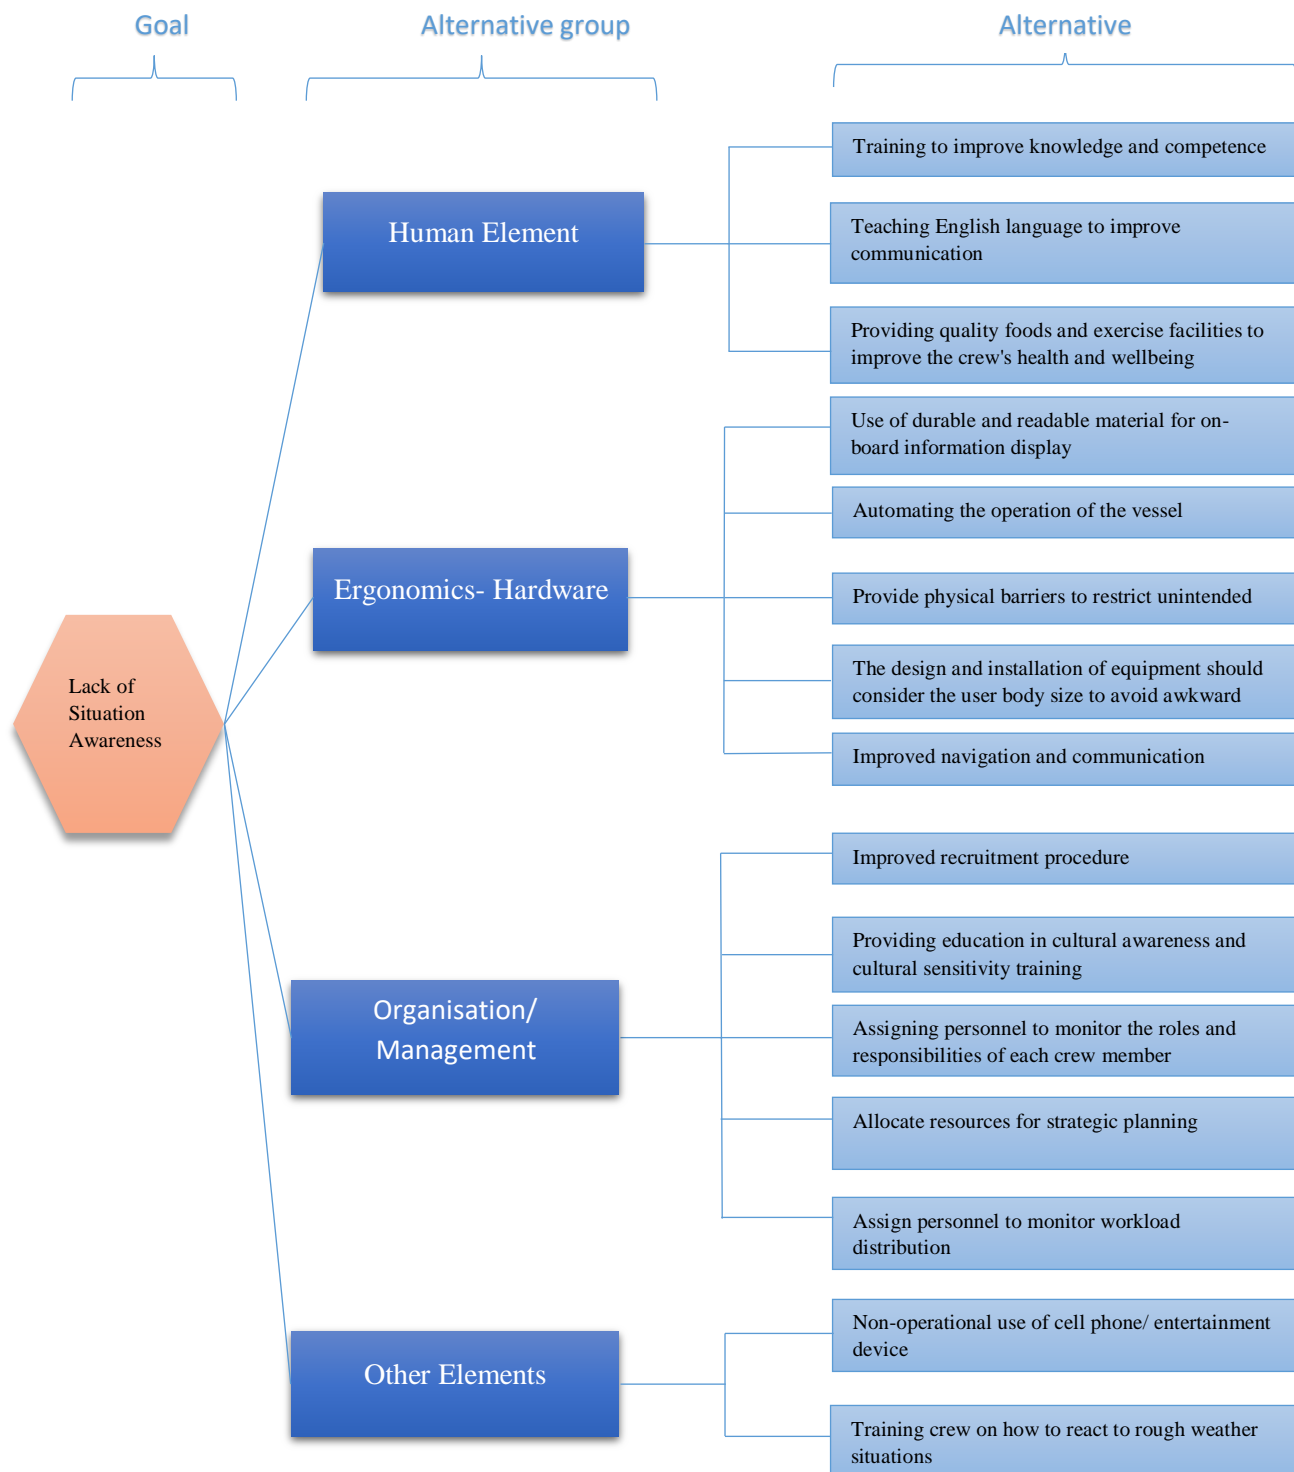 Goal
Alternative group
Alternative
Training to improve knowledge and competence
Human Element
Teaching English language to improve
communication
Providing quality foods and exercise facilities to
improve the crew's health and wellbeing
Use of durable and readable material for on-
board information display
Automating the operation of the vessel
Ergonomics- Hardware
Provide physical barriers to restrict unintended
The design and installation of equipment should
consider the user body size to avoid awkward
Improved navigation and communication
Lack of
Situation
Awareness
Improved recruitment procedure
Providing education in cultural awareness and
cultural sensitivity training
Organisation/
Management
Assigning personnel to monitor the roles and
responsibilities of each crew member
Allocate resources for strategic planning
Assign personnel to monitor workload
distribution
Non-operational use of cell phone/ entertainment
device
Other Elements
Training crew on how to react to rough weather
situations